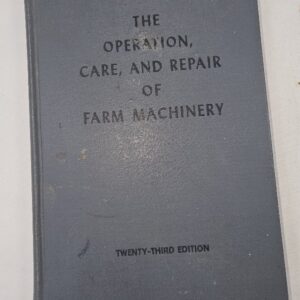 THE
OPERATION,
CARE, AND REPAIR
OF
FARM MACHINERY
TWENTY-THIRD EDITION